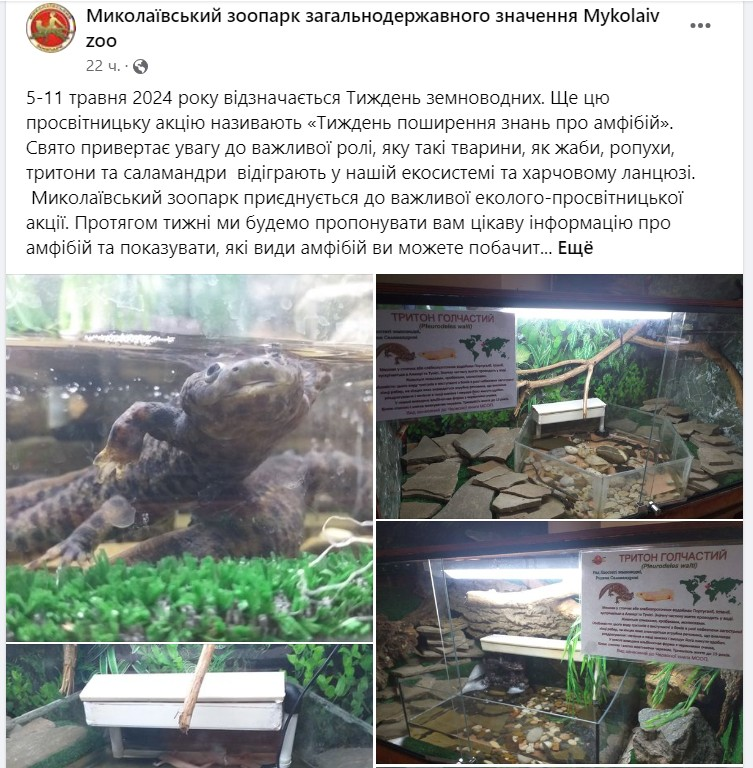 Миколаївський зоопарк загальнодержавного значення Mykolaiv
zoo
22 ч. ·
5-11 травня 2024 року відзначається Тиждень земноводних. Ще цю
просвітницьку акцію називають «Тиждень поширення знань про амфібій».
Свято привертає увагу до важливої ролі, яку такі тварини, як жаби, ропухи,
тритони та саламандри відіграють у нашій екосистемі та харчовому ланцюзі.
Миколаївський зоопарк приєднується до важливої еколого-просвітницької
акції. Протягом тижні ми будемо пропонувати вам цікаву інформацію про
амфібій та показувати, які види амфібій ви можете побачит... Ещё
ТРИТОН ГОЛЧАСТИЙ
(Pleurodeles waltl)
ТРИТОН ГОЛЧАСТИЙ
(Pleurodeles waltl)